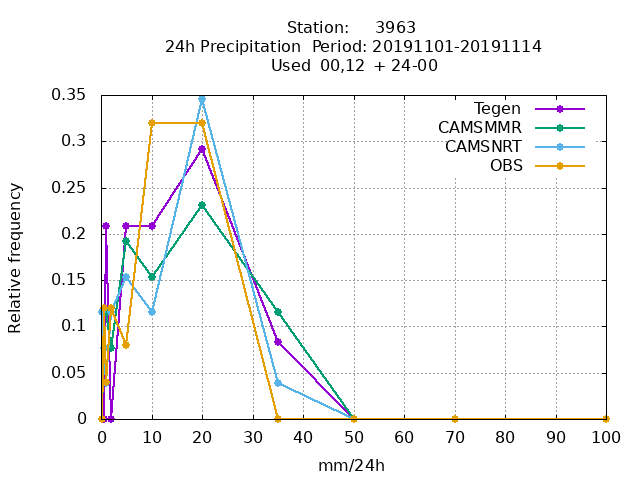 Station: 3963
24h Precipitation Period: 20191101-20191114
Used 00,12 + 24-00
Tegen
CAMSMMR
CAMSNRT
OBS
Relative frequency
0.35
0.3
0.25
0.2
0.15
0.1
0.05
0
0 10 20 30 40 50 60 70 80 90 100
mm/24h